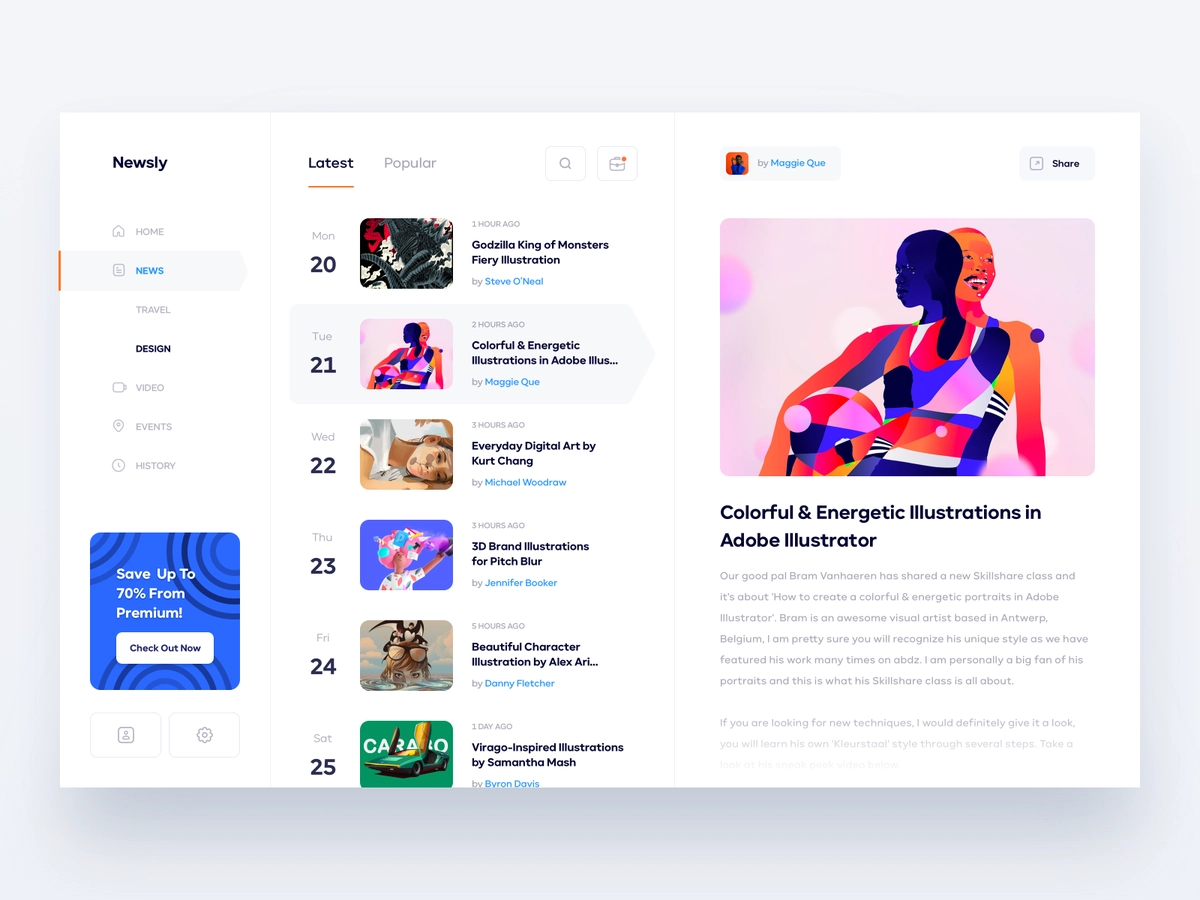 Newsly
HOME
NEWS
TRAVEL
DESIGN
VIDEO
EVENTS
HISTORY
Save Up To
70% From
Premium!
Check Out Now
Latest
Popular
Mon
20
1 HOUR AGO
Godzilla King of Monsters
Fiery Illustration
by Steve O'Neal
Tue
21
2 HOURS AGO
Colorful & Energetic
Illustrations in Adobe Illus...
by Maggie Que
Wed
22
3 HOURS AGO
Everyday Digital Art by
Kurt Chang
by Michael Woodraw
Thu
23
3 HOURS AGO
3D Brand Illustrations
for Pitch Blur
by Jennifer Booker
Fri
24
5 HOURS AGO
Beautiful Character
Illustration by Alex Ari...
by Danny Fletcher
Sat
25
CARABO
1 DAY AGO
Virago-Inspired Illustrations
by Samantha Mash
by Byron Davis
by Maggie Que
Share
Colorful & Energetic Illustrations in
Adobe Illustrator
Our good pal Bram Vanhaeren has shared a new Skillshare class and
it's about 'How to create a colorful & energetic portraits in Adobe
Illustrator'. Bram is an awesome visual artist based in Antwerp,
Belgium, I am pretty sure you will recognize his unique style as we have
featured his work many times on abdz. I am personally a big fan of his
portraits and this is what his Skillshare class is all about.
If you are looking for new techniques, I would definitely give it a look,
you will learn his own 'Kleurstaal' style through several steps. Take a
look at his sneak peek video below.